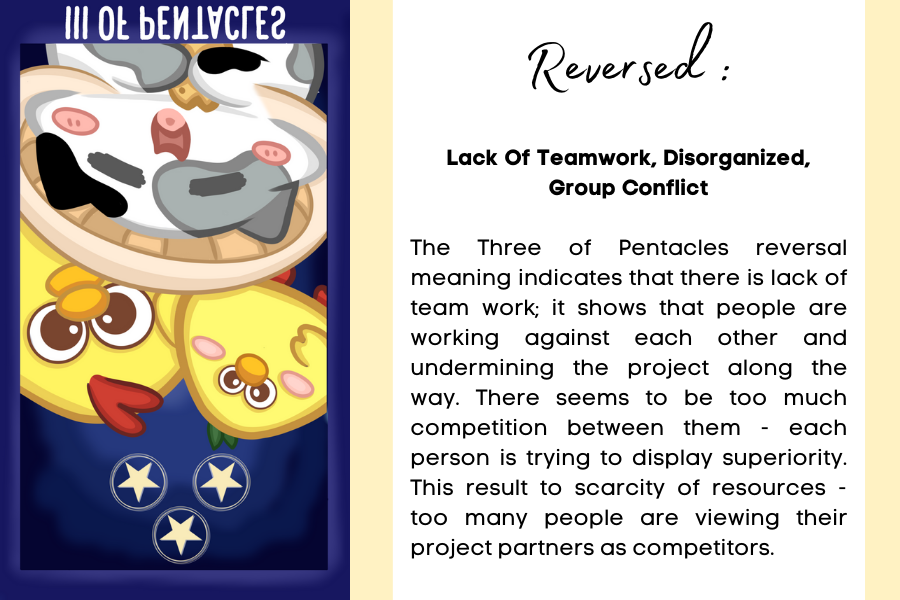 III OF PENTACLES
Reversed :
Lack Of Teamwork, Disorganized,
Group Conflict
The Three of Pentacles reversal
meaning indicates that there is lack of
team work; it shows that people are
working against each other and
undermining the project along the
way. There seems to be too much
competition between them - each
person is trying to display superiority.
This result to scarcity of resources -
too many people are viewing their
project partners as competitors.